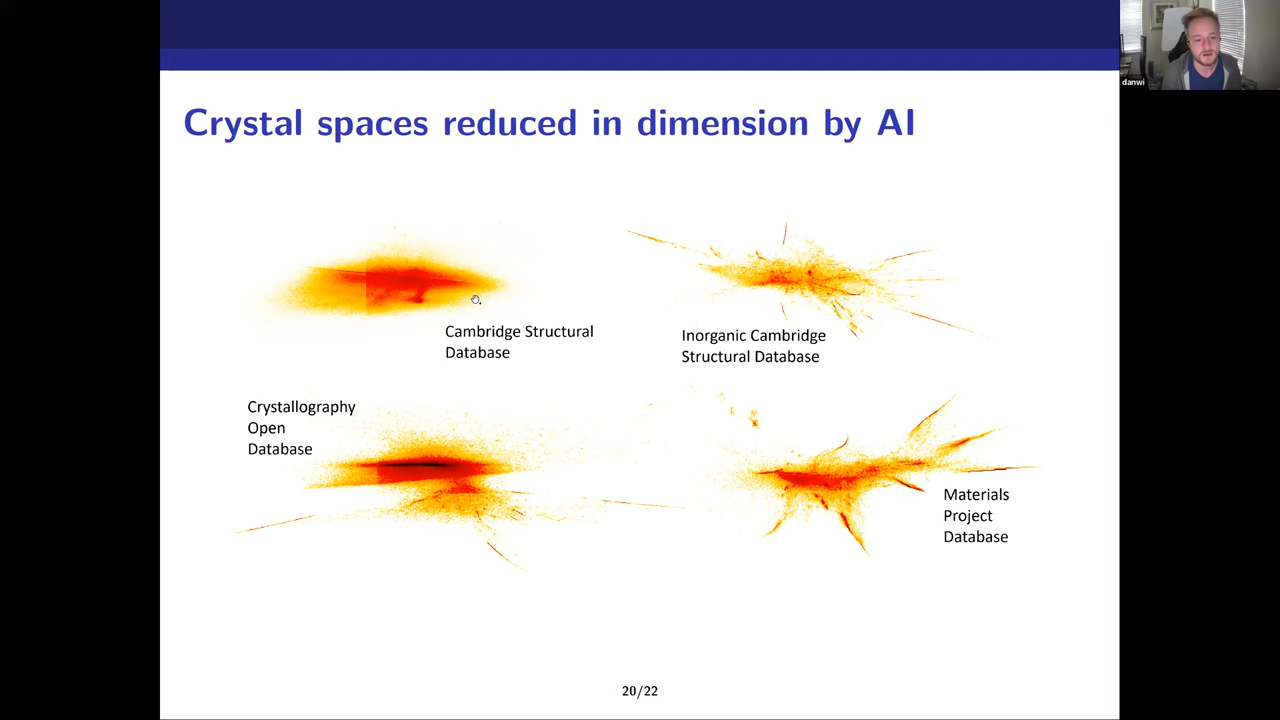 danwi
Crystal spaces reduced in dimension by AI
Cambridge Structural
Database
Inorganic Cambridge
Structural Database
Crystallography
Open
Database
Materials
Project
Database
20/22